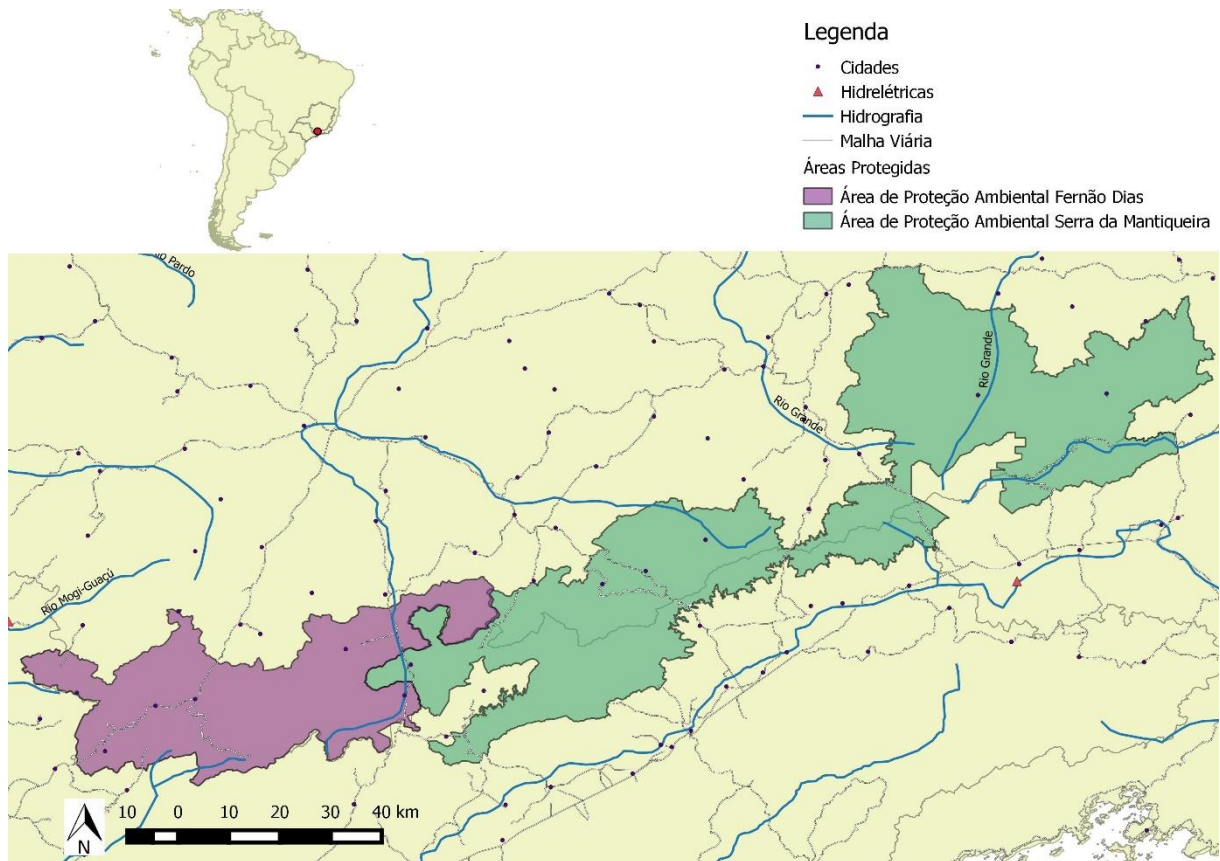 Legenda
Cidades
Hidrelétricas
Hidrografia
Malha Viária
Áreas Protegidas
Área de Proteção Ambiental Fernão Dias
Área de Proteção Ambiental Serra da Mantiqueira
Pardo
Rio Grande
Rio Grande
Rio Mogi-Guaçú
10 0 10 20 30 40 km
N